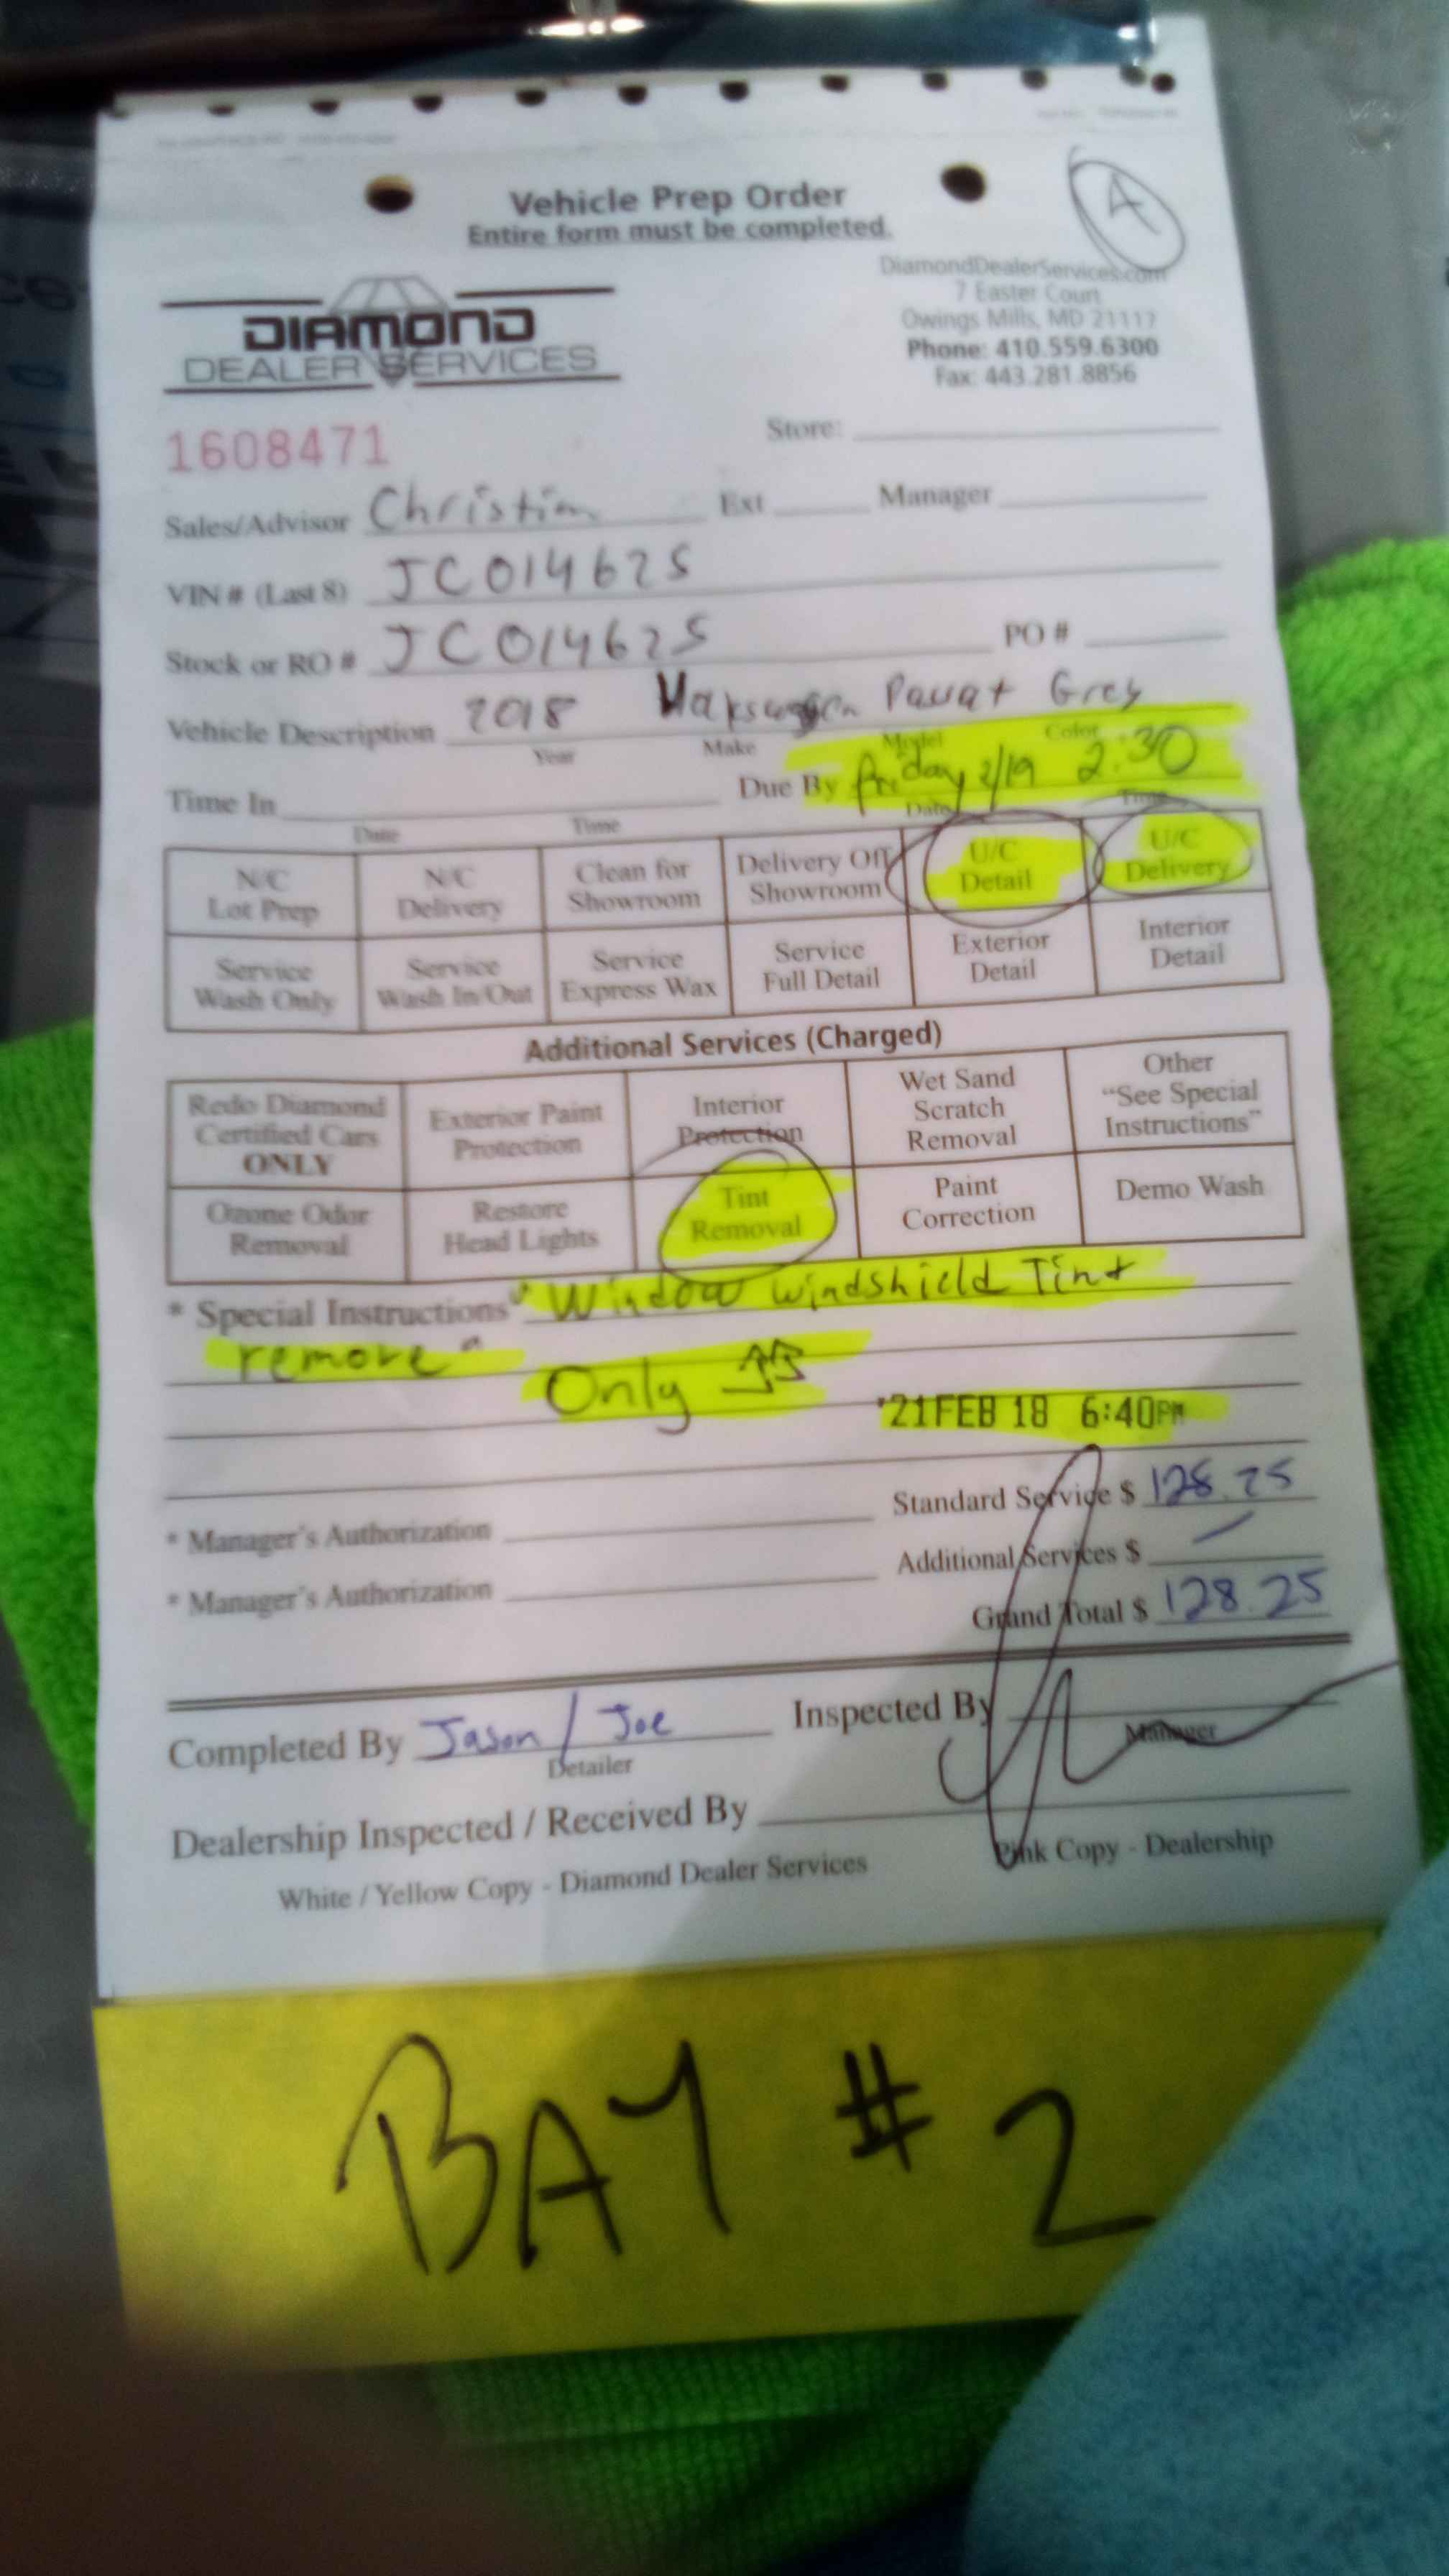 Vehicle Prep Order
Entire form must be completed.
A
DIAMOND
DEALER SERVICES
DiamondDealerServices.com
7 Easter Court
Owings Mills, MD 21117
Phone: 410.559.6300
Fax: 443.281.8856
1608471
Store:
Sales/Advisor Christian Ext Manager
VIN # (Last 8) JC014625
Stock or RO # JC014625 PO #
Vehicle Description 2018 Passat Grey
Year Make Model Color
Time In Due By friday 2/19 2:30
Date Time Date Time
N/C Lot Prep N/C Delivery Clean for Showroom Delivery Off Showroom U/C Detail U/C Delivery
Service Wash Only Service Wash In/Out Service Express Wax Service Full Detail Exterior Detail Interior Detail
Additional Services (Charged)
Redo Diamond Certified Cars ONLY Exterior Paint Protection Interior Protection Wet Sand Scratch Removal Other "See Special Instructions"
Ozone Odor Removal Restore Head Lights Tint Removal Paint Correction Demo Wash
* Special Instructions "Window Windshield Tint
remove"
Only ⇈
'21FEB 18 6:40PM
Standard Service $ 128.25
* Manager's Authorization
Additional Services $ —
* Manager's Authorization
Grand Total $ 128.25
Completed By Jason / Joe Inspected By
Detailer Manager
Dealership Inspected / Received By
White / Yellow Copy - Diamond Dealer Services Pink Copy - Dealership
BAY # 2